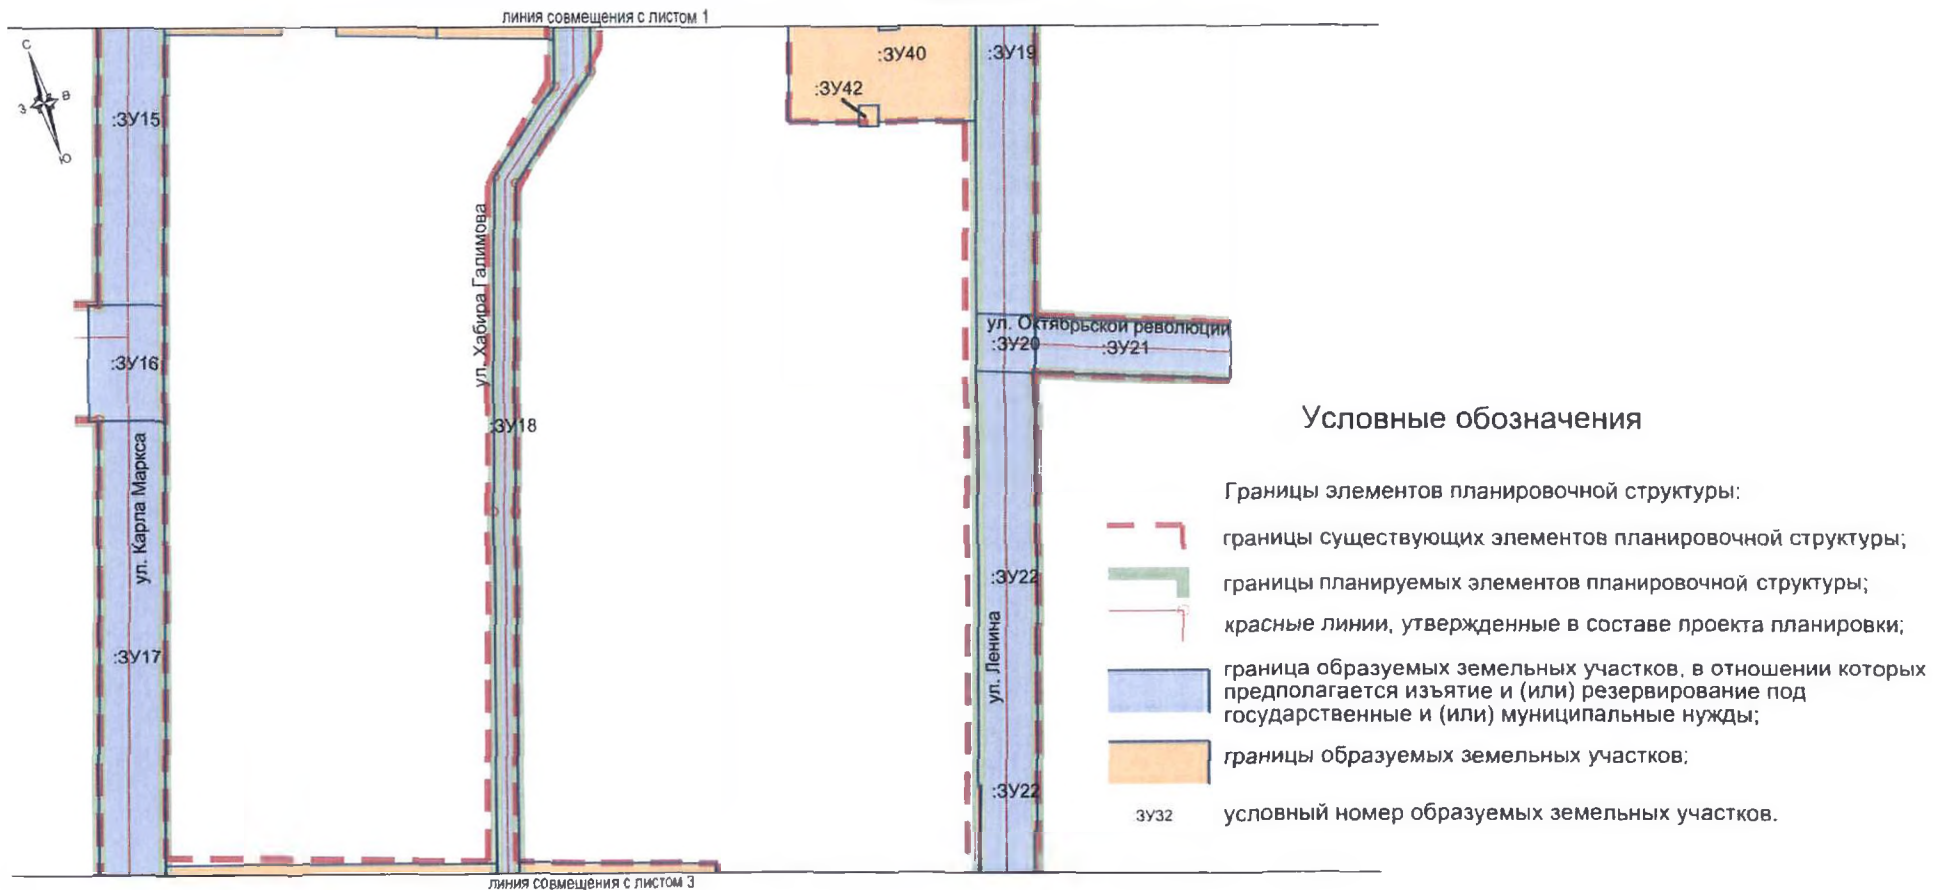 линия совмещения с листом 1
С
В
З
Ю
:ЗУ15
:ЗУ16
ул. Карла Маркса
:ЗУ17
ул. Хабира Галимова
:ЗУ18
:ЗУ40
:ЗУ42
:ЗУ19
ул. Октябрьской революции
:ЗУ20
:ЗУ21
:ЗУ22
ул. Ленина
:ЗУ22
линия совмещения с листом 3
Условные обозначения
Границы элементов планировочной структуры:
границы существующих элементов планировочной структуры;
границы планируемых элементов планировочной структуры;
красные линии, утвержденные в составе проекта планировки;
граница образуемых земельных участков, в отношении которых
предполагается изъятие и (или) резервирование под
государственные и (или) муниципальные нужды;
границы образуемых земельных участков;
ЗУ32
условный номер образуемых земельных участков.